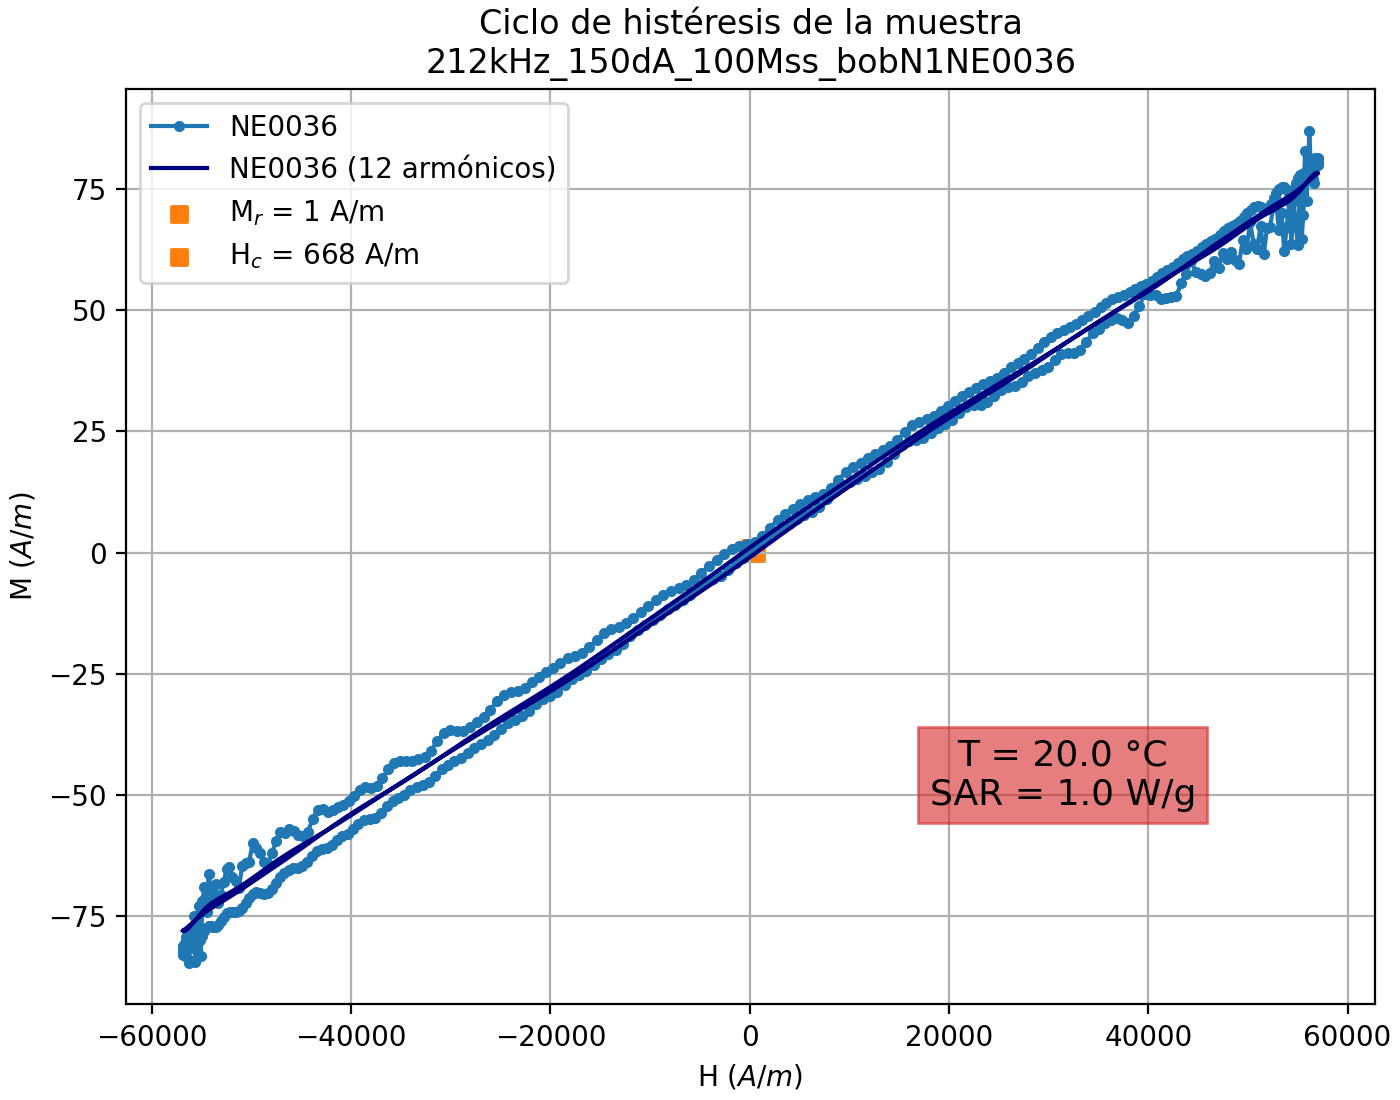 Ciclo de histéresis de la muestra
212kHz_150dA_100Mss_bobN1NE0036
NE0036
NE0036 (12 armónicos)
Mr = 1 A/m
Hc = 668 A/m
75
50
25
0
−25
−50
−75
M (A/m)
T = 20.0 °C
SAR = 1.0 W/g
−60000
−40000
−20000
0
20000
40000
60000
H (A/m)